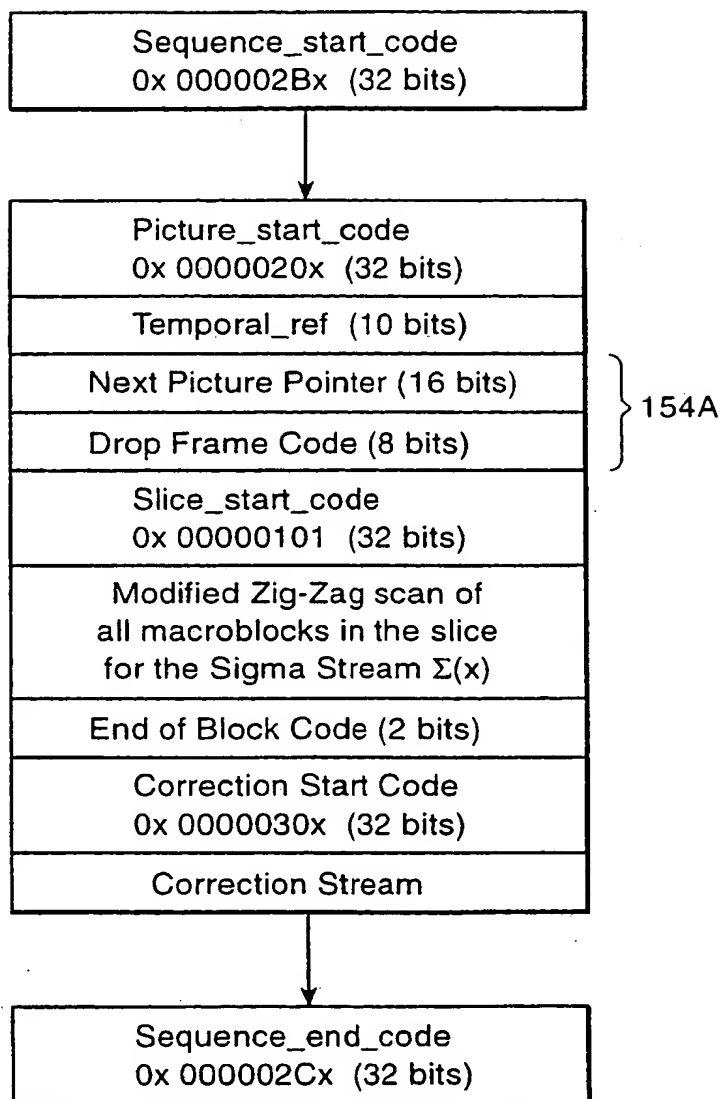 Sequence_start_code
0x 000002Bx (32 bits)
Picture_start_code
0x 0000020x (32 bits)
Temporal_ref (10 bits)
Next Picture Pointer (16 bits)
154A
Drop Frame Code (8 bits)
Slice_start_code
0x 00000101 (32 bits)
Modified Zig-Zag scan of
all macroblocks in the slice
for the Sigma Stream Σ(x)
End of Block Code (2 bits)
Correction Start Code
0x 0000030x (32 bits)
Correction Stream
Sequence_end_code
0x 000002Cx (32 bits)